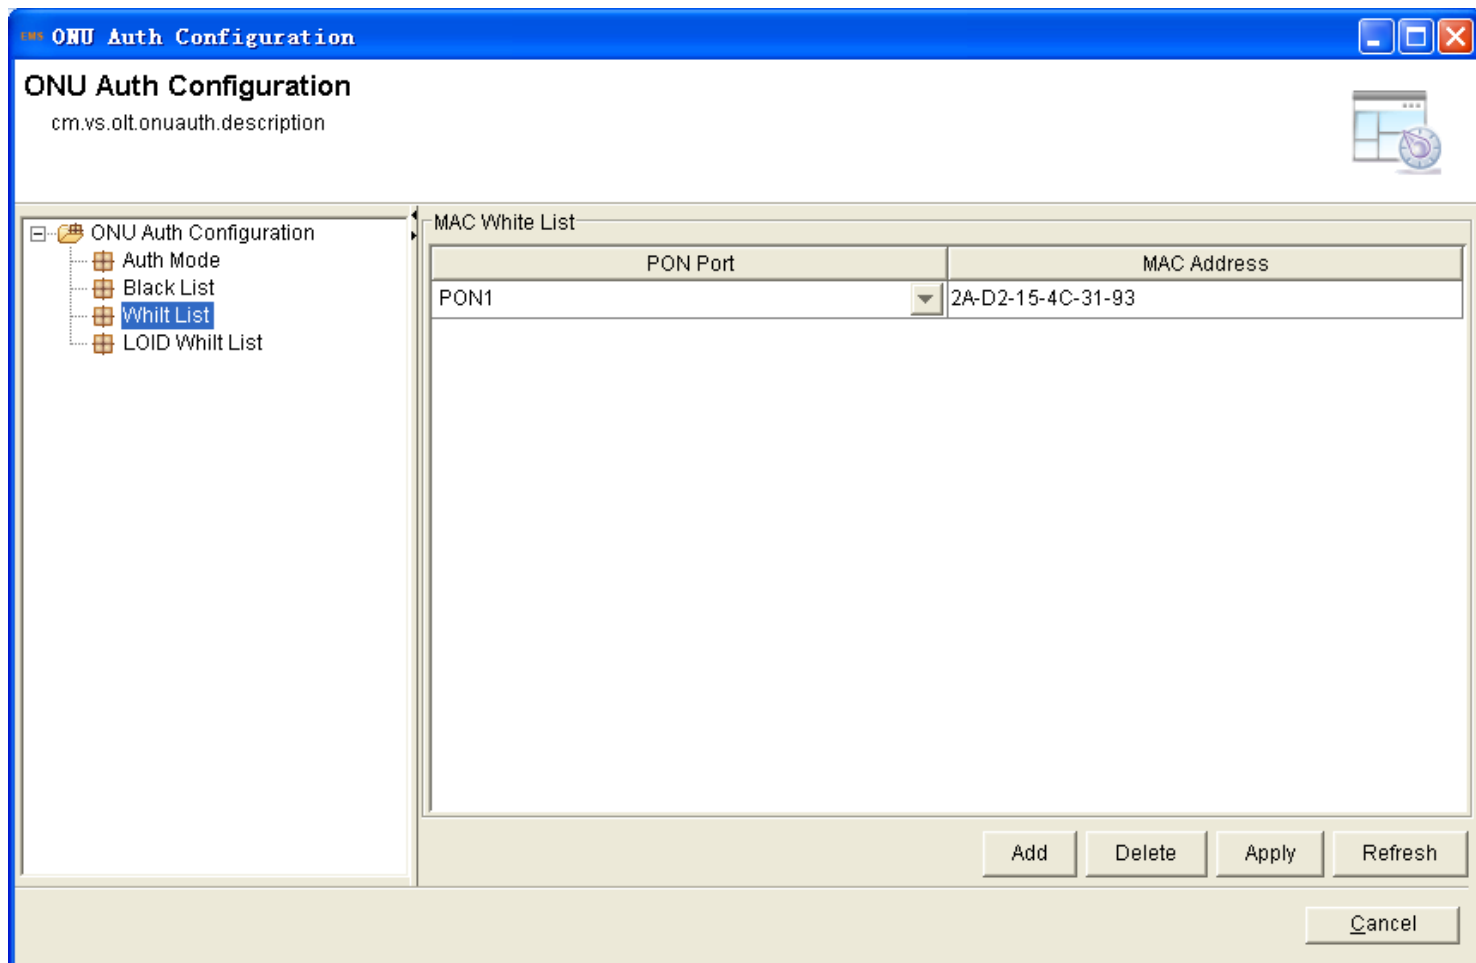 EMS ONU Auth Configuration
ONU Auth Configuration
cm.vs.olt.onuauth.description
ONU Auth Configuration
Auth Mode
Black List
Whilt List
LOID Whilt List
MAC White List
PON Port MAC Address
PON1 2A-D2-15-4C-31-93
Add Delete Apply Refresh
Cancel